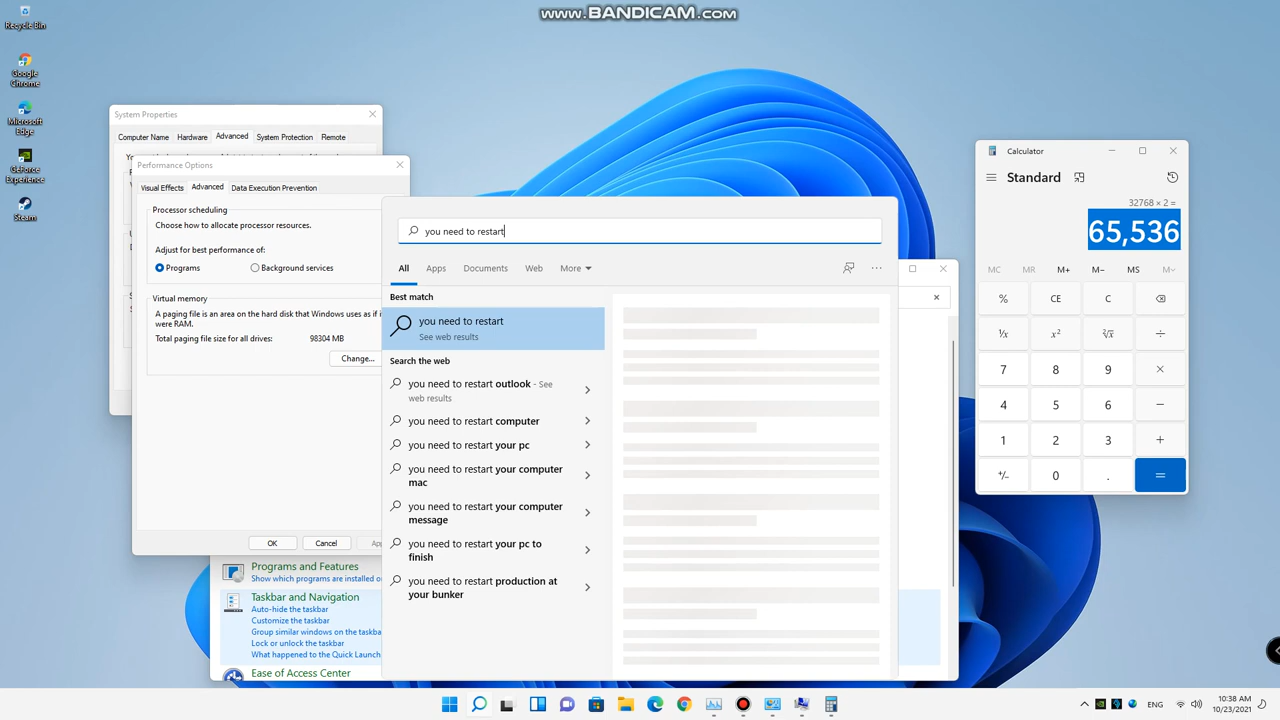 www.BANDICAM.com
Recycle Bin
Google
Chrome
Microsoft
Edge
GeForce
Experience
Steam
System Properties
Computer Name
Hardware
Advanced
System Protection
Remote
Performance Options
Visual Effects
Advanced
Data Execution Prevention
Processor scheduling
Choose how to allocate processor resources.
Adjust for best performance of:
Programs
Background services
Virtual memory
A paging file is an area on the hard disk that Windows uses as if i
were RAM.
Total paging file size for all drives:
98304 MB
Change...
OK
Cancel
Programs and Features
Show which programs are installed o
Taskbar and Navigation
Auto-hide the taskbar
Customize the taskbar
Group similar windows on the taskba
Lock or unlock the taskbar
What happened to the Quick Launch
Ease of Access Center
you need to restart
All
Apps
Documents
Web
More
Best match
you need to restart
See web results
Search the web
you need to restart outlook - See
web results
you need to restart computer
you need to restart your pc
you need to restart your computer
mac
you need to restart your computer
message
you need to restart your pc to
finish
you need to restart production at
your bunker
Calculator
Standard
32768 × 2 =
65,536
MC
MR
M+
M−
MS
M
% CE C
¹/x x² ²√x ÷
7 8 9 ×
4 5 6 −
1 2 3 +
+/− 0 . =
ENG
10:38 AM
10/23/2021